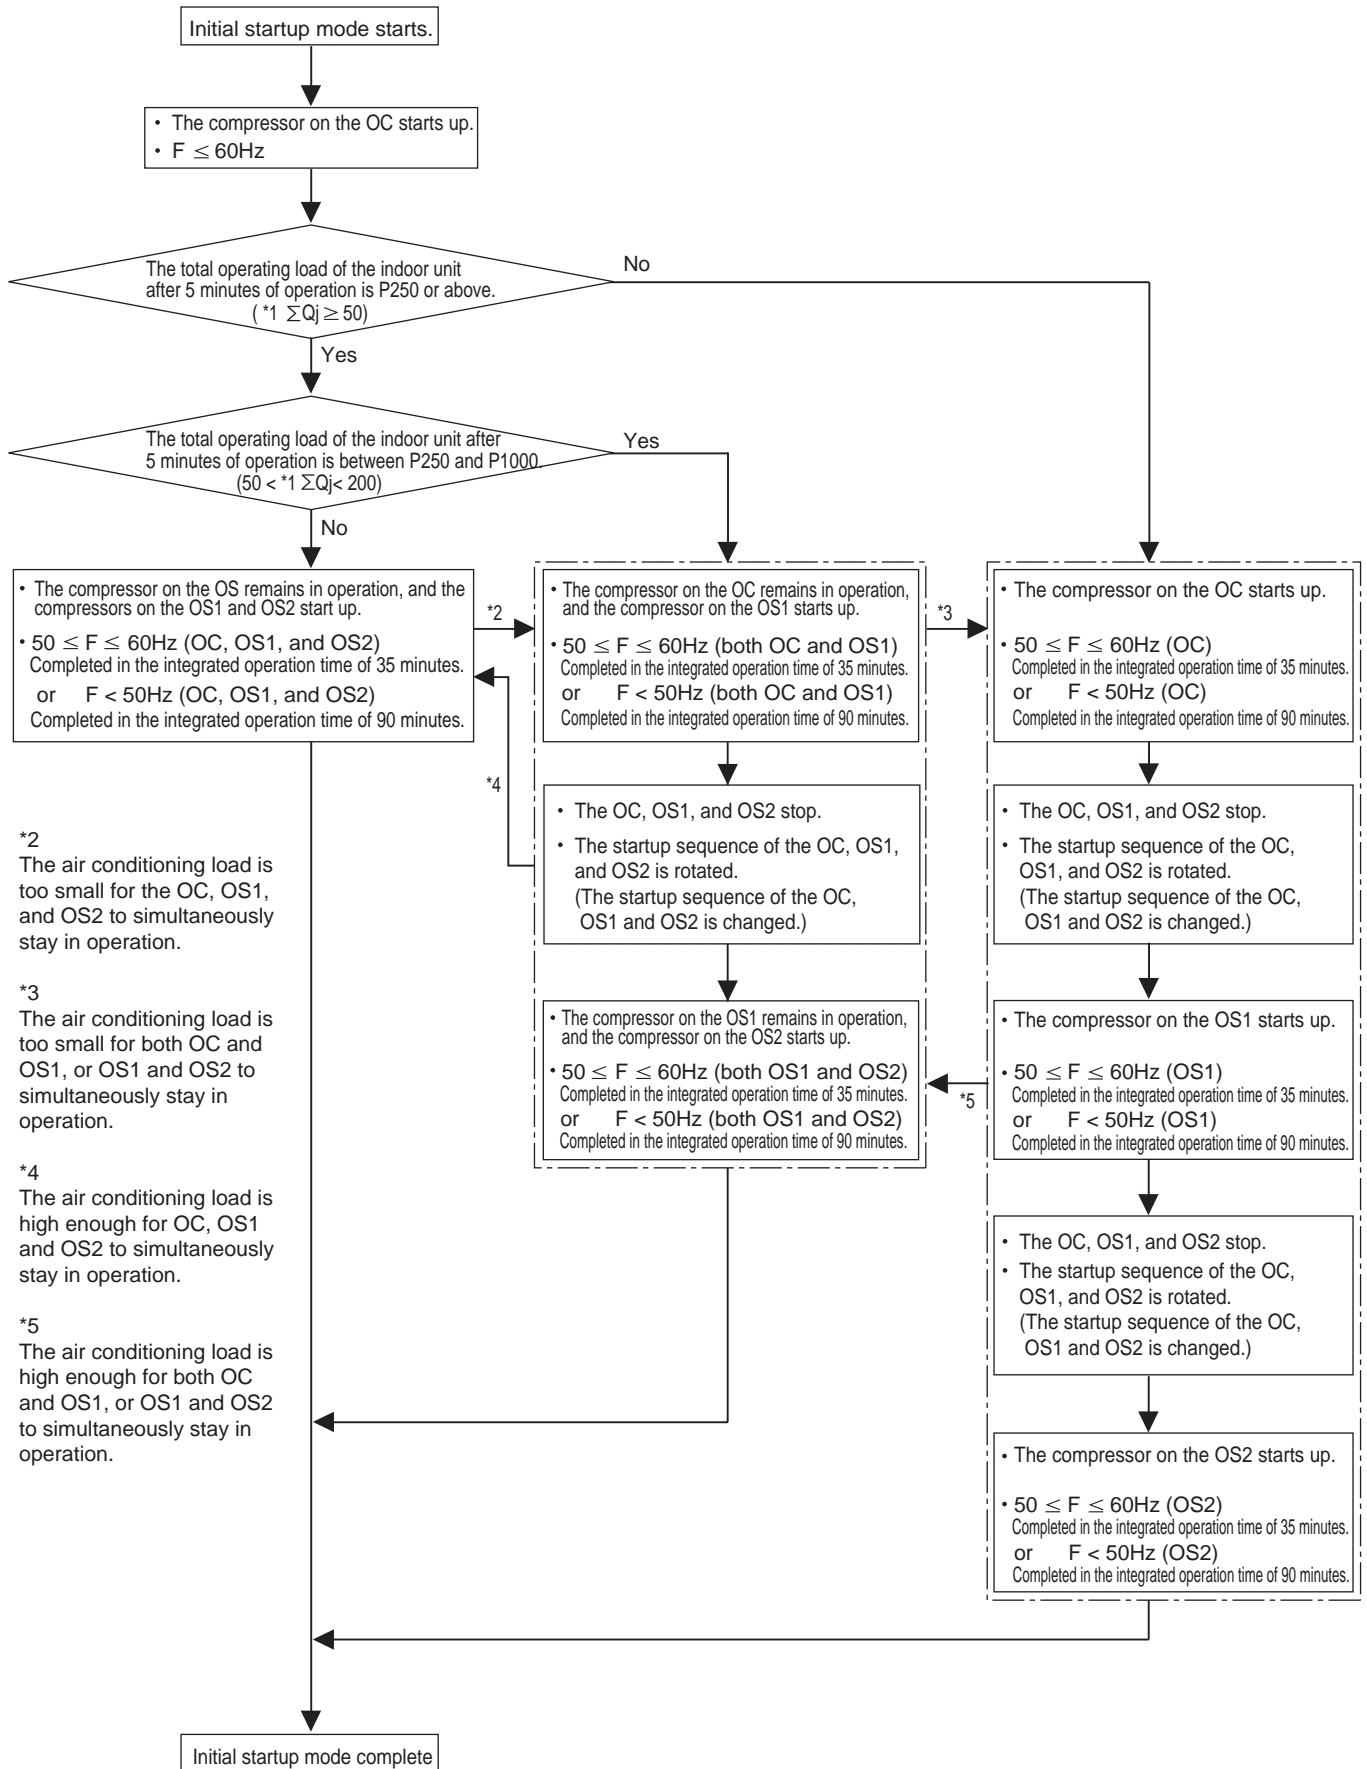 Initial startup mode starts.
• The compressor on the OC starts up.
• F ≤ 60Hz
The total operating load of the indoor unit
after 5 minutes of operation is P250 or above.
( *1 ∑Qj ≥ 50)
No
Yes
The total operating load of the indoor unit after
5 minutes of operation is between P250 and P1000.
(50 < *1 ∑Qj< 200)
Yes
No
• The compressor on the OS remains in operation, and the
compressors on the OS1 and OS2 start up.
• 50 ≤ F ≤ 60Hz (OC, OS1, and OS2)
Completed in the integrated operation time of 35 minutes.
or F < 50Hz (OC, OS1, and OS2)
Completed in the integrated operation time of 90 minutes.
*2
• The compressor on the OC remains in operation,
and the compressor on the OS1 starts up.
• 50 ≤ F ≤ 60Hz (both OC and OS1)
Completed in the integrated operation time of 35 minutes.
or F < 50Hz (both OC and OS1)
Completed in the integrated operation time of 90 minutes.
*3
• The compressor on the OC starts up.
• 50 ≤ F ≤ 60Hz (OC)
Completed in the integrated operation time of 35 minutes.
or F < 50Hz (OC)
Completed in the integrated operation time of 90 minutes.
*4
• The OC, OS1, and OS2 stop.
• The startup sequence of the OC, OS1,
and OS2 is rotated.
(The startup sequence of the OC,
OS1 and OS2 is changed.)
• The OC, OS1, and OS2 stop.
• The startup sequence of the OC,
OS1, and OS2 is rotated.
(The startup sequence of the OC,
OS1 and OS2 is changed.)
*2
The air conditioning load is
too small for the OC, OS1,
and OS2 to simultaneously
stay in operation.
*3
The air conditioning load is
too small for both OC and
OS1, or OS1 and OS2 to
simultaneously stay in
operation.
*4
The air conditioning load is
high enough for OC, OS1
and OS2 to simultaneously
stay in operation.
*5
The air conditioning load is
high enough for both OC
and OS1, or OS1 and OS2
to simultaneously stay in
operation.
• The compressor on the OS1 remains in operation,
and the compressor on the OS2 starts up.
• 50 ≤ F ≤ 60Hz (both OS1 and OS2)
Completed in the integrated operation time of 35 minutes.
or F < 50Hz (both OS1 and OS2)
Completed in the integrated operation time of 90 minutes.
*5
• The compressor on the OS1 starts up.
• 50 ≤ F ≤ 60Hz (OS1)
Completed in the integrated operation time of 35 minutes.
or F < 50Hz (OS1)
Completed in the integrated operation time of 90 minutes.
• The OC, OS1, and OS2 stop.
• The startup sequence of the OC,
OS1, and OS2 is rotated.
(The startup sequence of the OC,
OS1 and OS2 is changed.)
• The compressor on the OS2 starts up.
• 50 ≤ F ≤ 60Hz (OS2)
Completed in the integrated operation time of 35 minutes.
or F < 50Hz (OS2)
Completed in the integrated operation time of 90 minutes.
Initial startup mode complete